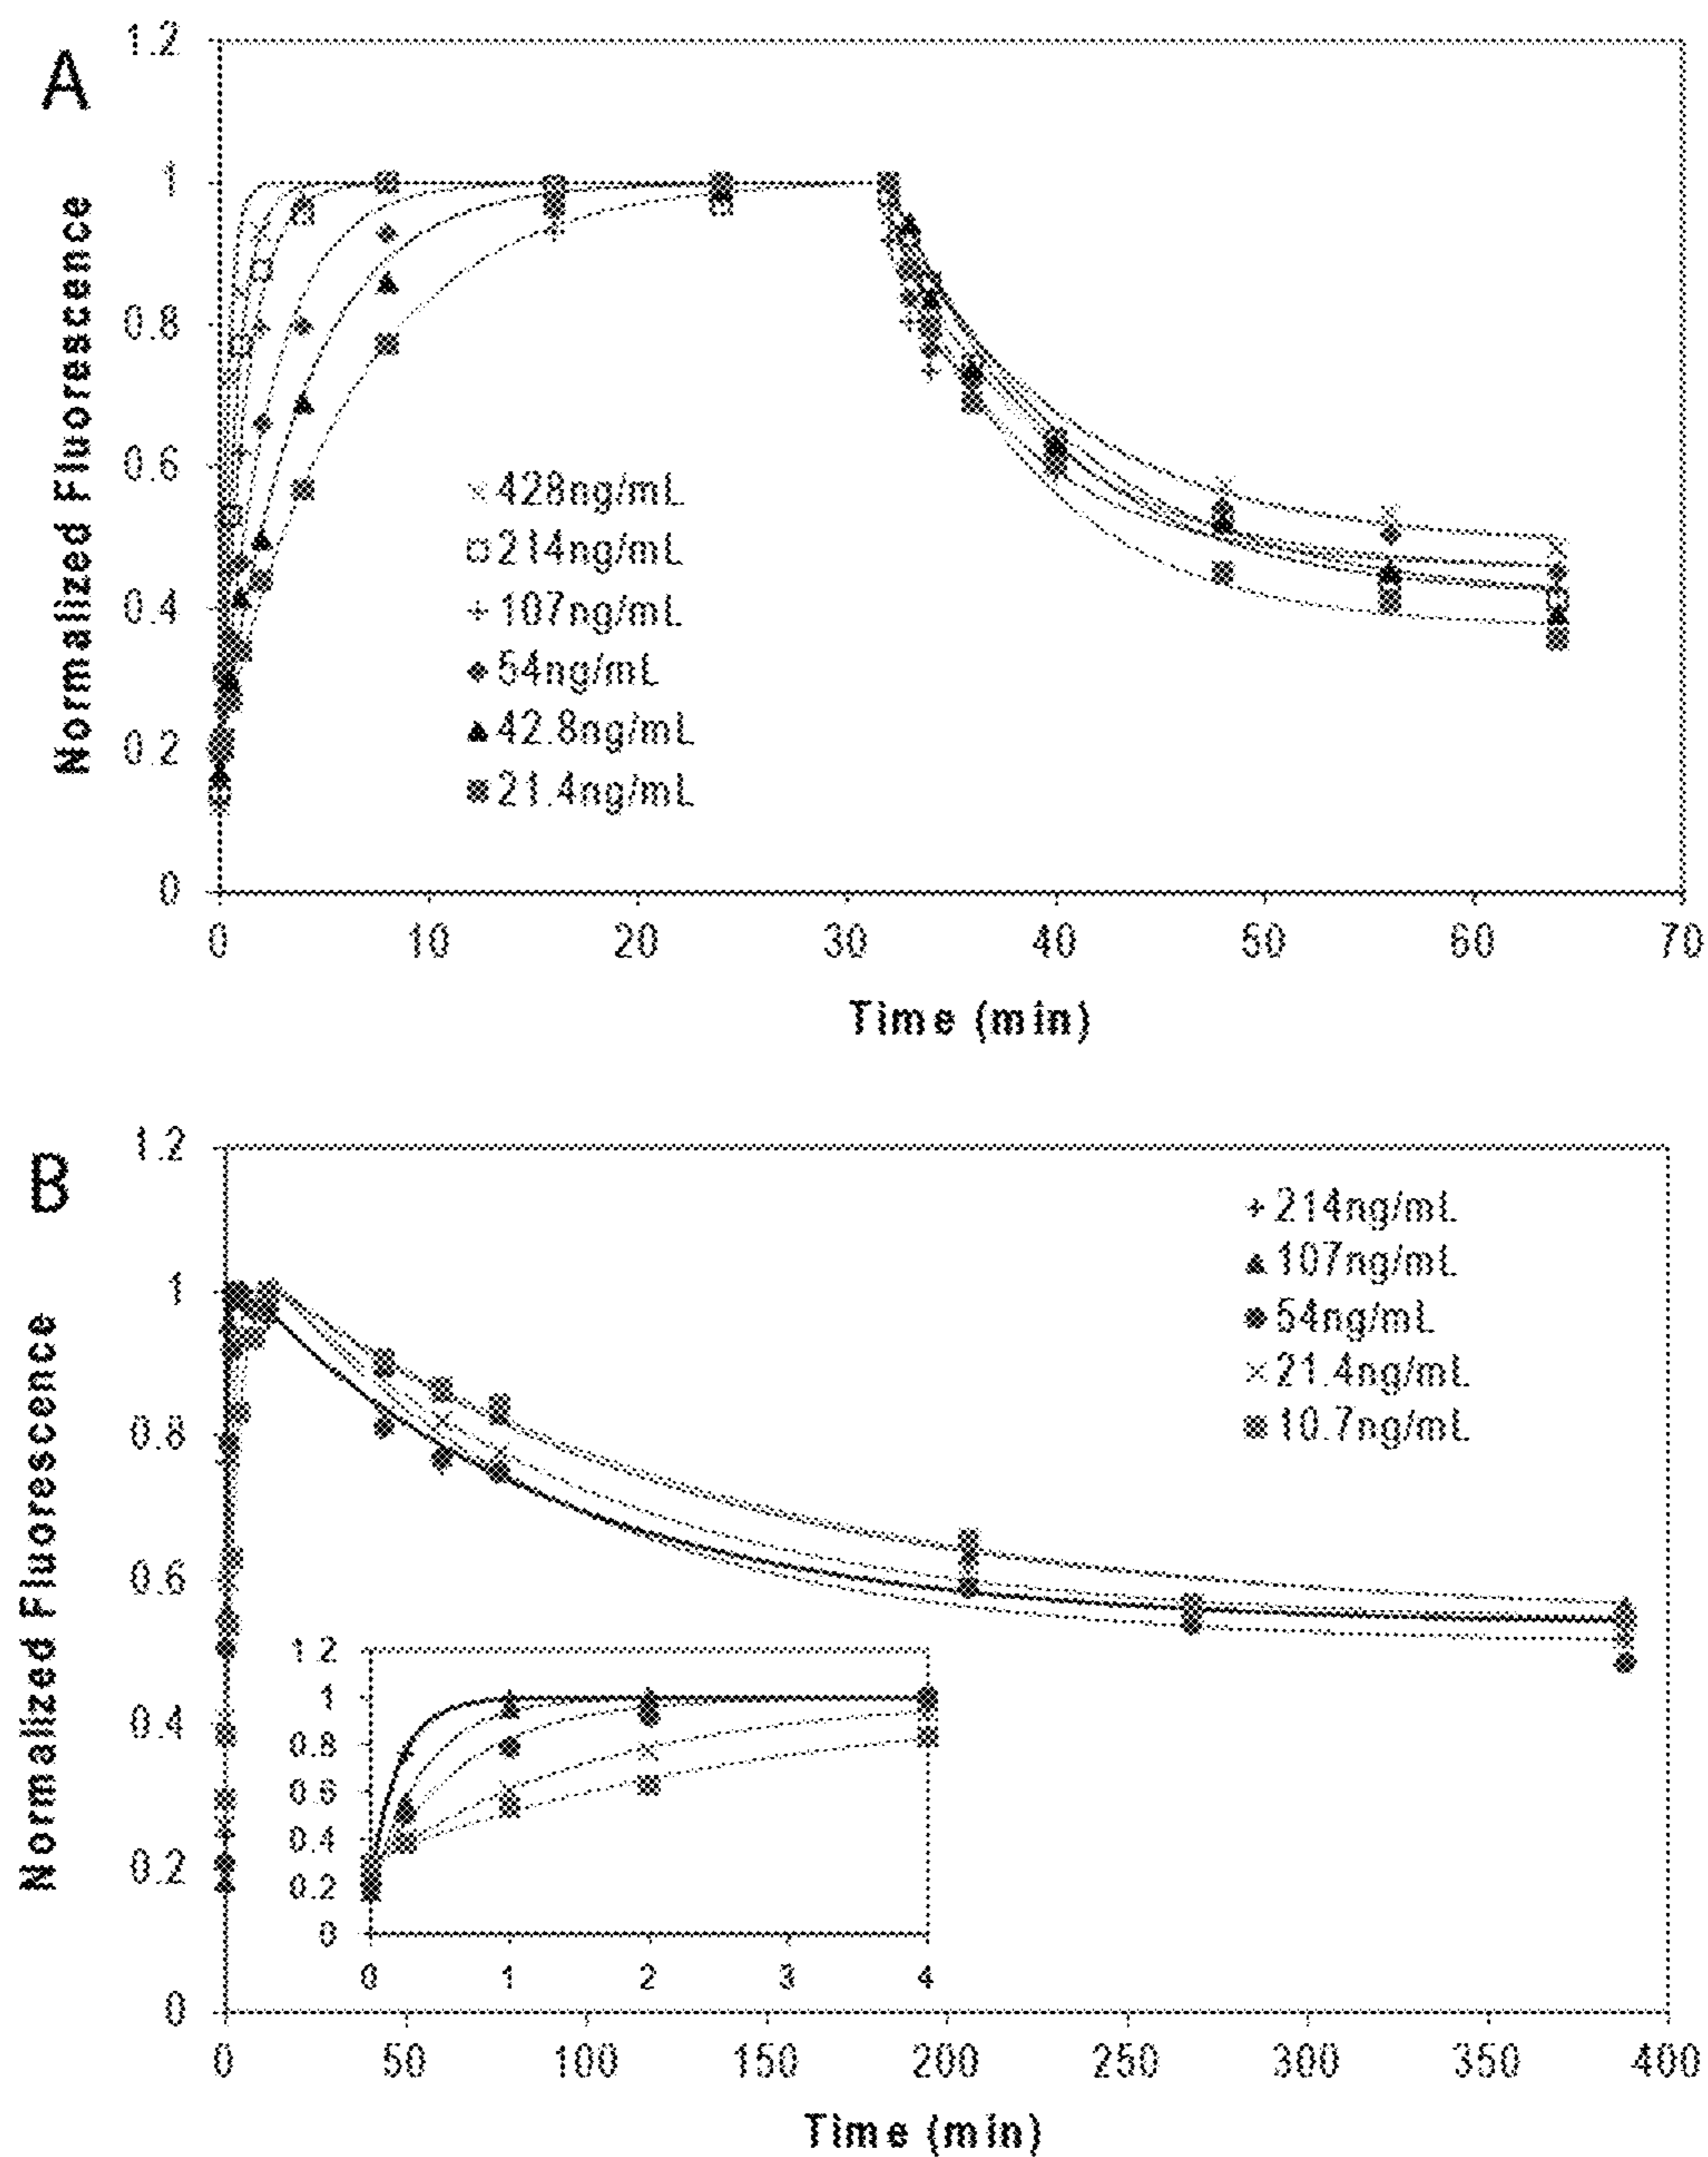 A
Normalized Fluorescence
1.2
1
0.8
0.6
0.4
0.2
0
428ng/mL
214ng/mL
107ng/mL
54ng/mL
42.8ng/mL
21.4ng/mL
0 10 20 30 40 50 60 70
Time (min)
B
Normalized Fluorescence
1.2
1
0.8
0.6
0.4
0.2
0
214ng/mL
107ng/mL
54ng/mL
21.4ng/mL
10.7ng/mL
1.2
1
0.8
0.6
0.4
0.2
0
0 1 2 3 4
0 50 100 150 200 250 300 350 400
Time (min)